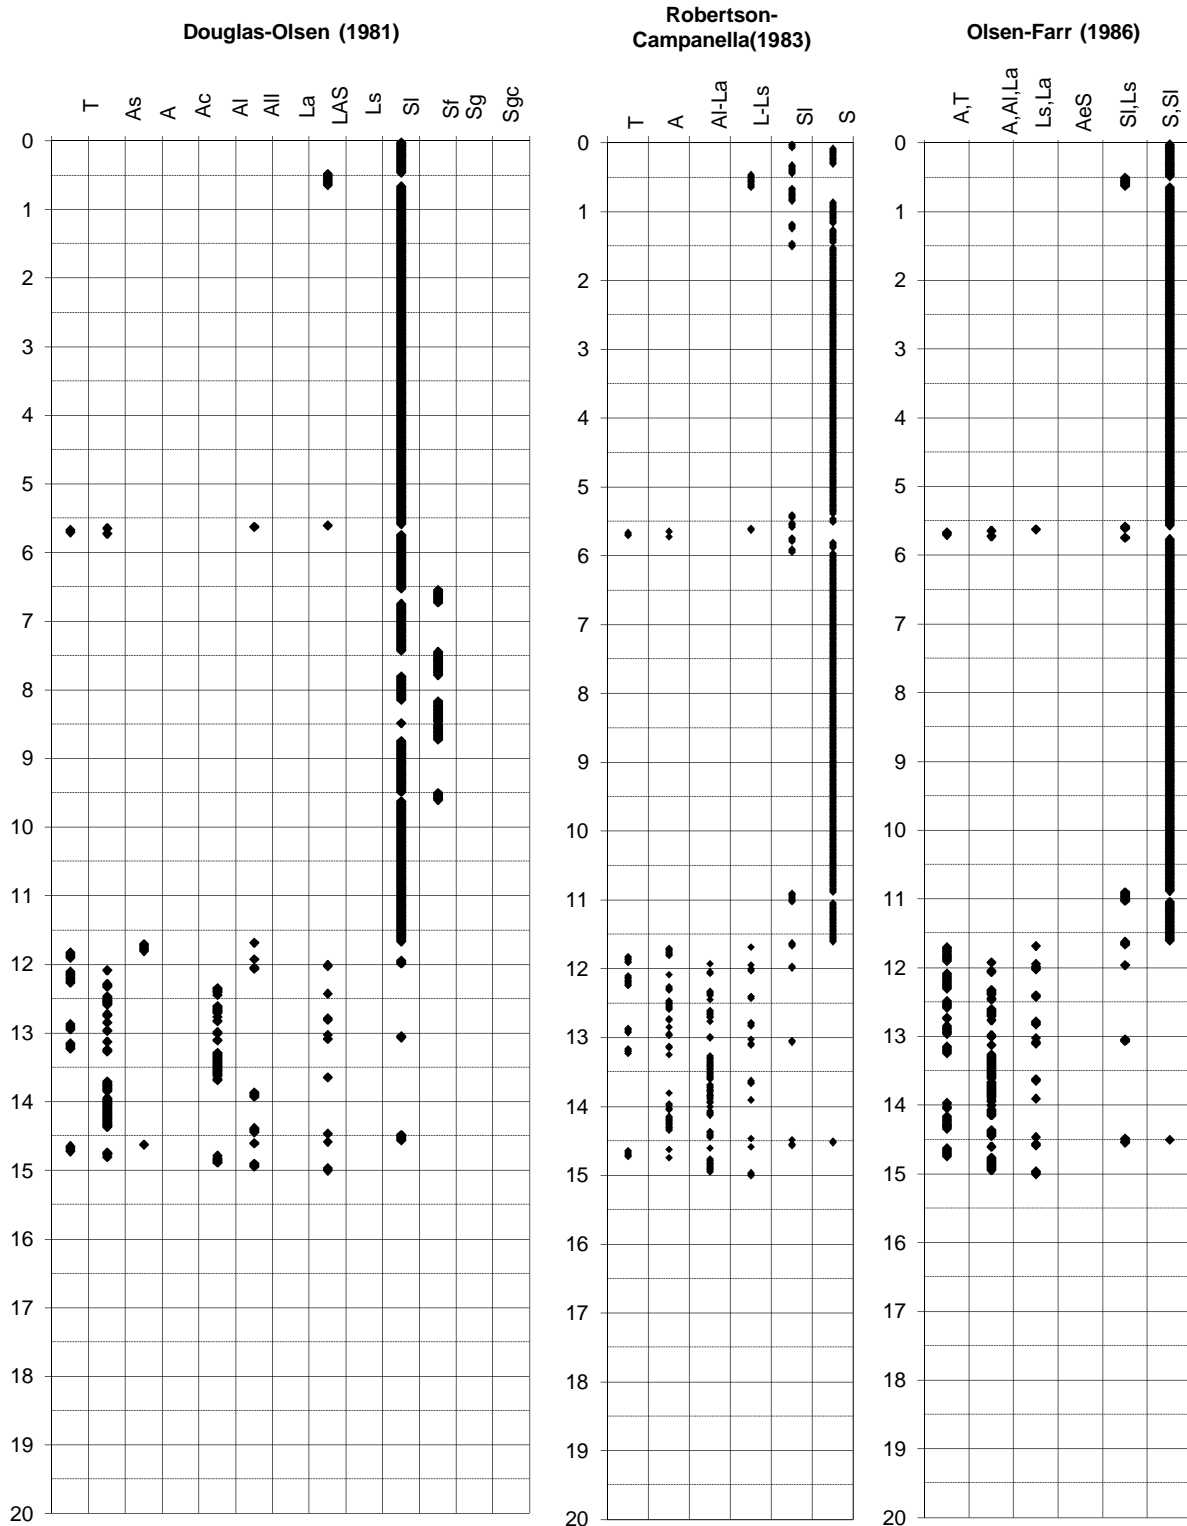 Douglas-Olsen (1981)
T
As
A
Ac
Al
All
La
LAS
Ls
Sl
Sf
Sg
Sgc
0
1
2
3
4
5
6
7
8
9
10
11
12
13
14
15
16
17
18
19
20
Robertson-
Campanella(1983)
T
A
Al-La
L-Ls
Sl
S
0
1
2
3
4
5
6
7
8
9
10
11
12
13
14
15
16
17
18
19
20
Olsen-Farr (1986)
A,T
A,Al,La
Ls,La
AeS
Sl,Ls
S,Sl
0
1
2
3
4
5
6
7
8
9
10
11
12
13
14
15
16
17
18
19
20